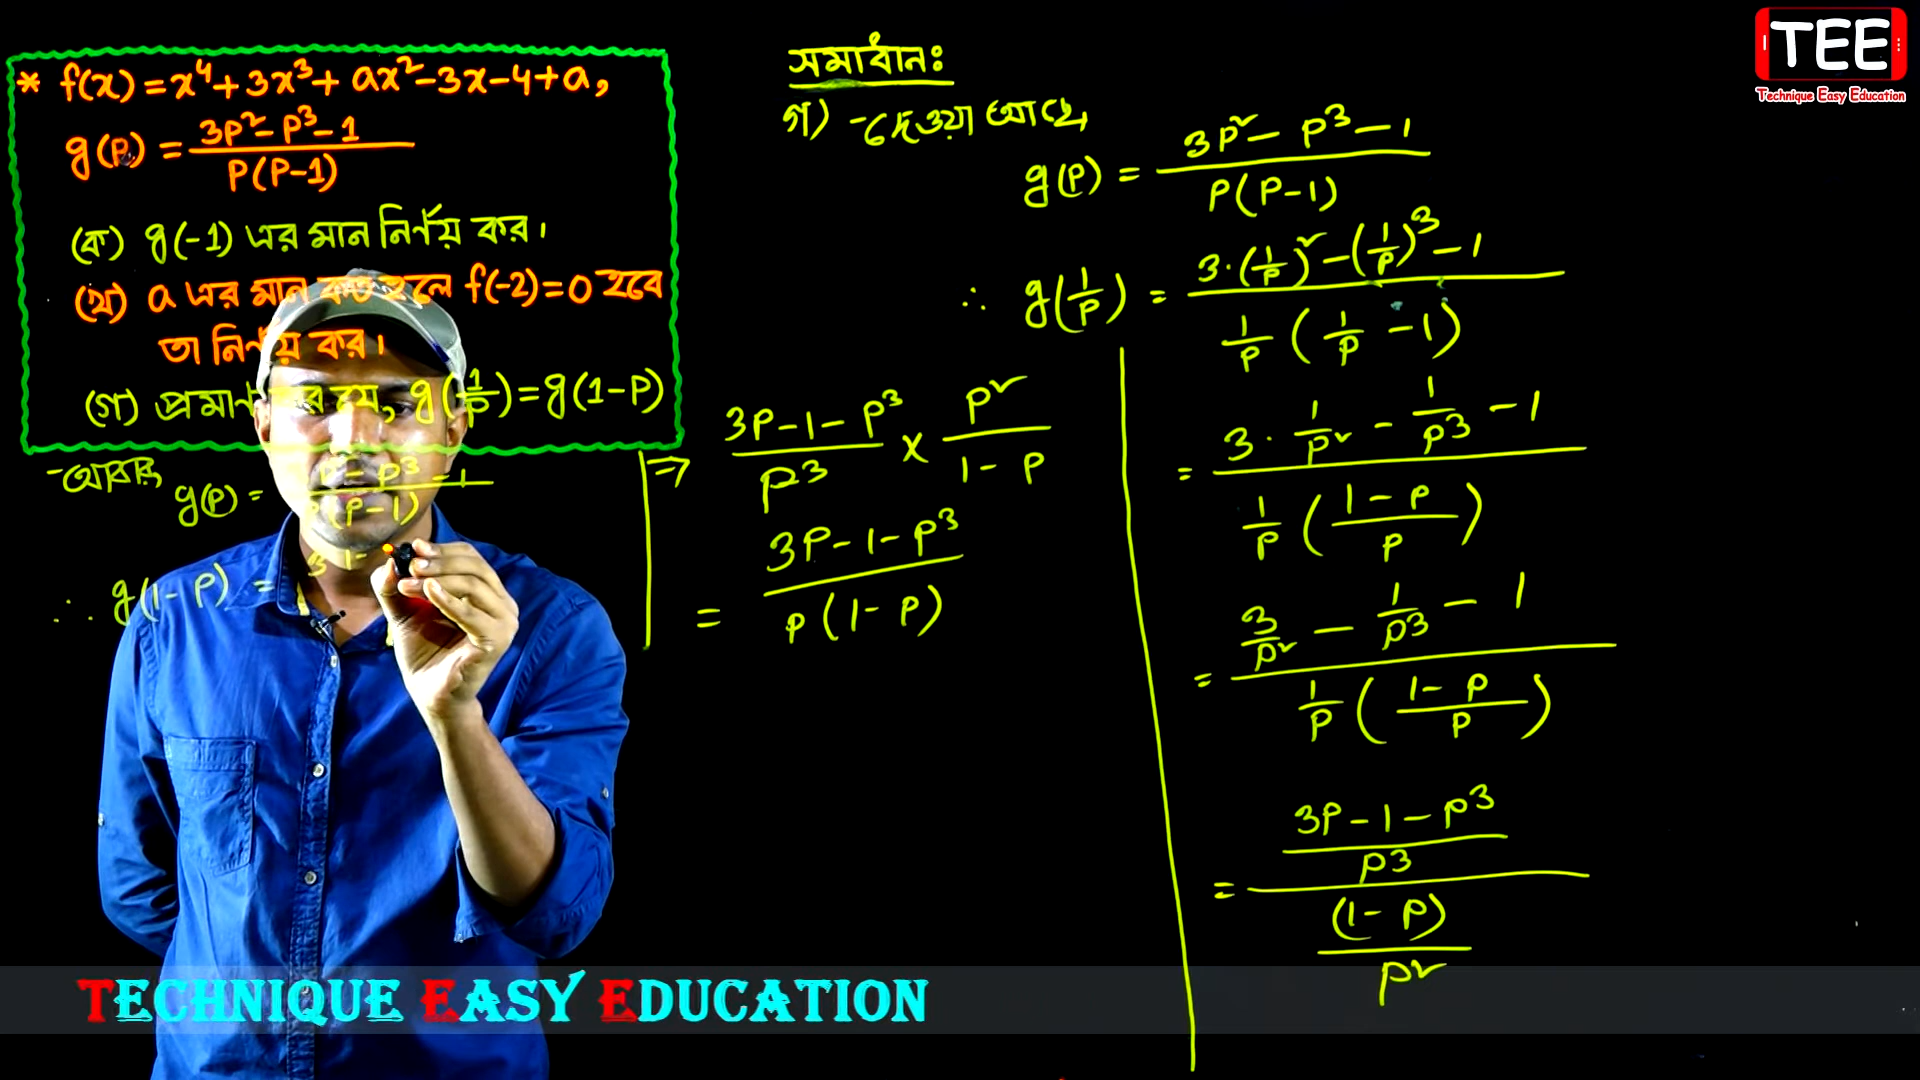 * f(x) = x⁴ + 3x³ + ax² - 3x - 4 + a,
g(P) = (3P² - P³ - 1) / (P(P-1))
(ক) g(-1) এর মান নির্ণয় কর।
(খ) a এর মান কত হলে f(-2) = 0 হবে
তা নির্ণয় কর।
(গ) প্রমাণ যে, g(1/P) = g(1-P)
আবার,
g(P) =
∴ g(1-P) =
সমাধানঃ
গ) দেওয়া আছে,
g(P) = (3P² - P³ - 1) / (P(P-1))
∴ g(1/P) = (3·(1/P)² - (1/P)³ - 1) / (1/P (1/P - 1))
= (3·1/P² - 1/P³ - 1) / (1/P ((1-P)/P))
= (3/P² - 1/P³ - 1) / (1/P ((1-P)/P))
= ((3P - 1 - P³)/P³) / ((1-P)/P²)
⇒ (3P - 1 - P³)/P³ × P²/(1-P)
= (3P - 1 - P³) / (P(1-P))
TEE
Technique Easy Education
TECHNIQUE EASY EDUCATION